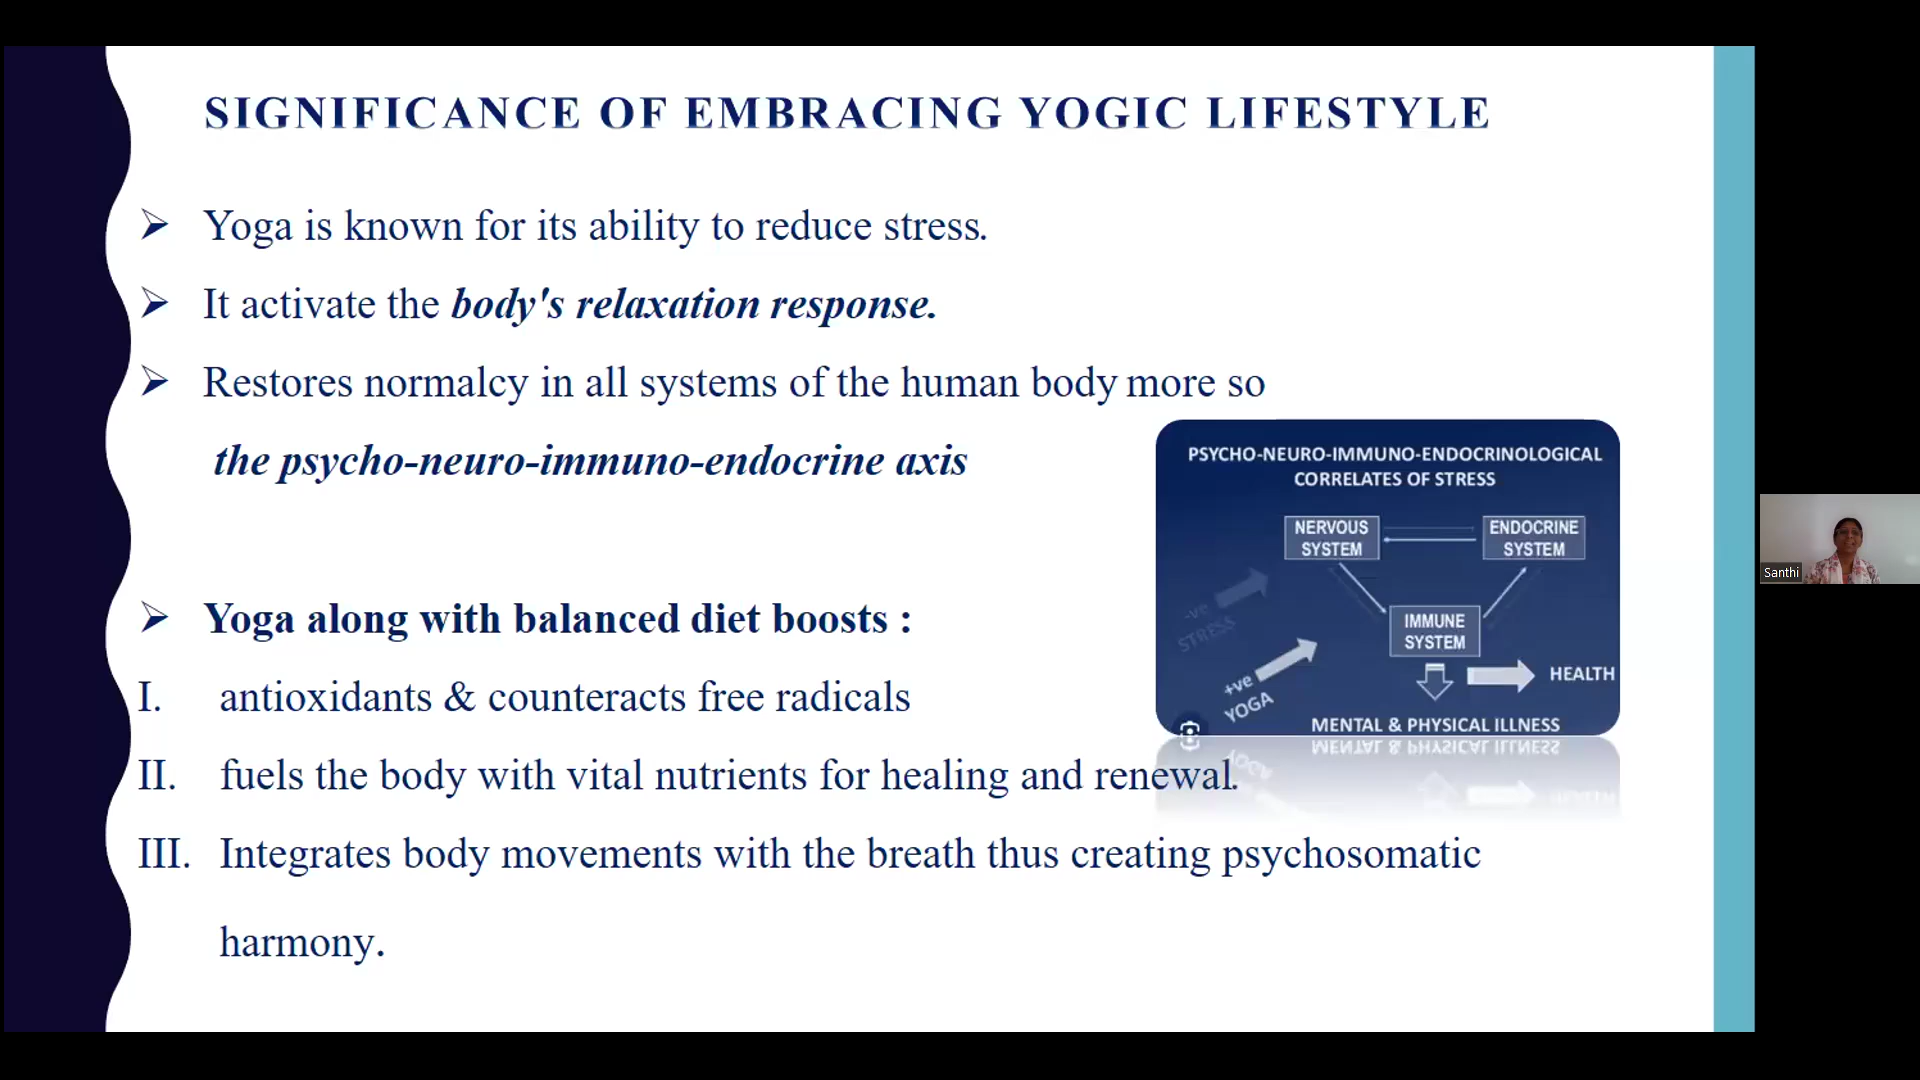 SIGNIFICANCE OF EMBRACING YOGIC LIFESTYLE
➢ Yoga is known for its ability to reduce stress.
➢ It activate the body's relaxation response.
➢ Restores normalcy in all systems of the human body more so
the psycho-neuro-immuno-endocrine axis
➢ Yoga along with balanced diet boosts :
I. antioxidants & counteracts free radicals
II. fuels the body with vital nutrients for healing and renewal.
III. Integrates body movements with the breath thus creating psychosomatic
harmony.
PSYCHO-NEURO-IMMUNO-ENDOCRINOLOGICAL
CORRELATES OF STRESS
NERVOUS
SYSTEM
ENDOCRINE
SYSTEM
-ve
STRESS
IMMUNE
SYSTEM
+ve
YOGA
HEALTH
MENTAL & PHYSICAL ILLNESS
Santhi